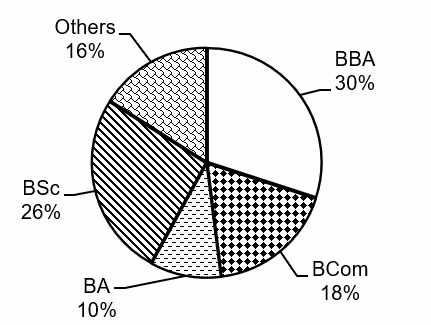 Others
16%
BBA
30%
BSc
26%
BCom
18%
BA
10%